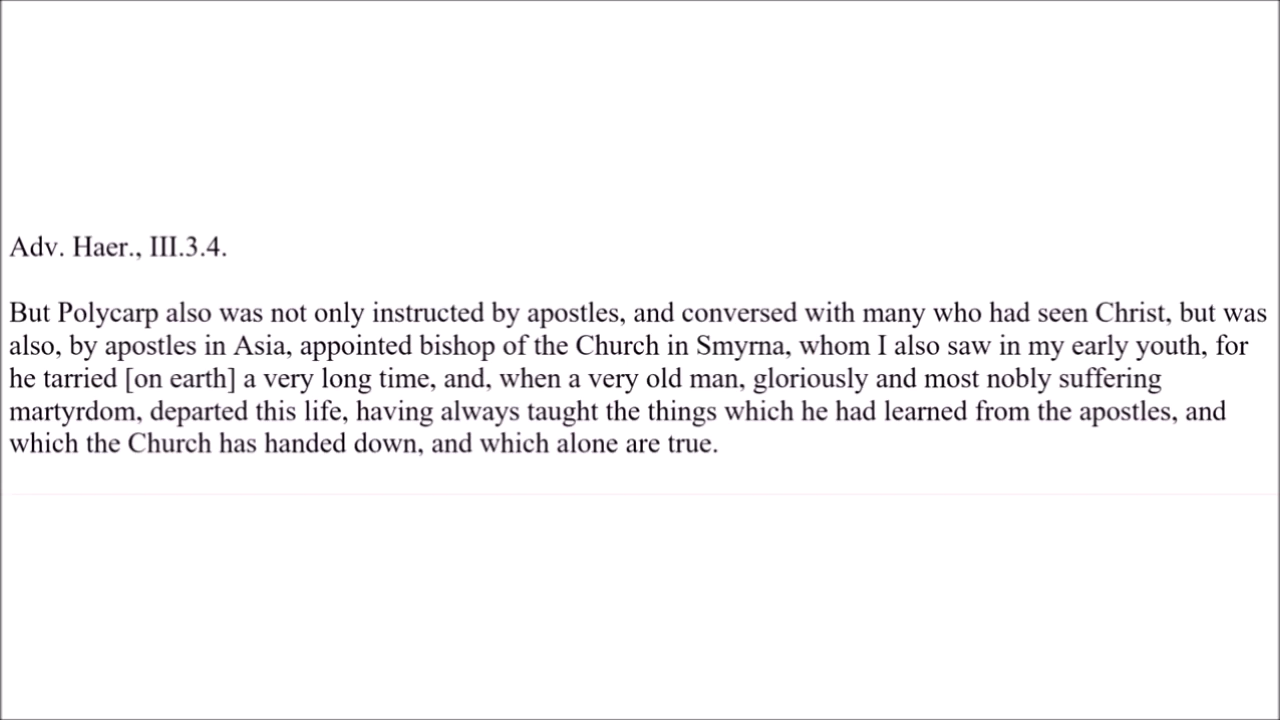 Adv. Haer., III.3.4.
But Polycarp also was not only instructed by apostles, and conversed with many who had seen Christ, but was
also, by apostles in Asia, appointed bishop of the Church in Smyrna, whom I also saw in my early youth, for
he tarried [on earth] a very long time, and, when a very old man, gloriously and most nobly suffering
martyrdom, departed this life, having always taught the things which he had learned from the apostles, and
which the Church has handed down, and which alone are true.